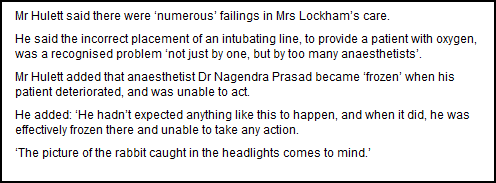 Mr Hulett said there were ‘numerous’ failings in Mrs Lockham’s care.
He said the incorrect placement of an intubating line, to provide a patient with oxygen,
was a recognised problem ‘not just by one, but by too many anaesthetists’.
Mr Hulett added that anaesthetist Dr Nagendra Prasad became ‘frozen’ when his
patient deteriorated, and was unable to act.
He added: ‘He hadn’t expected anything like this to happen, and when it did, he was
effectively frozen there and unable to take any action.
‘The picture of the rabbit caught in the headlights comes to mind.’